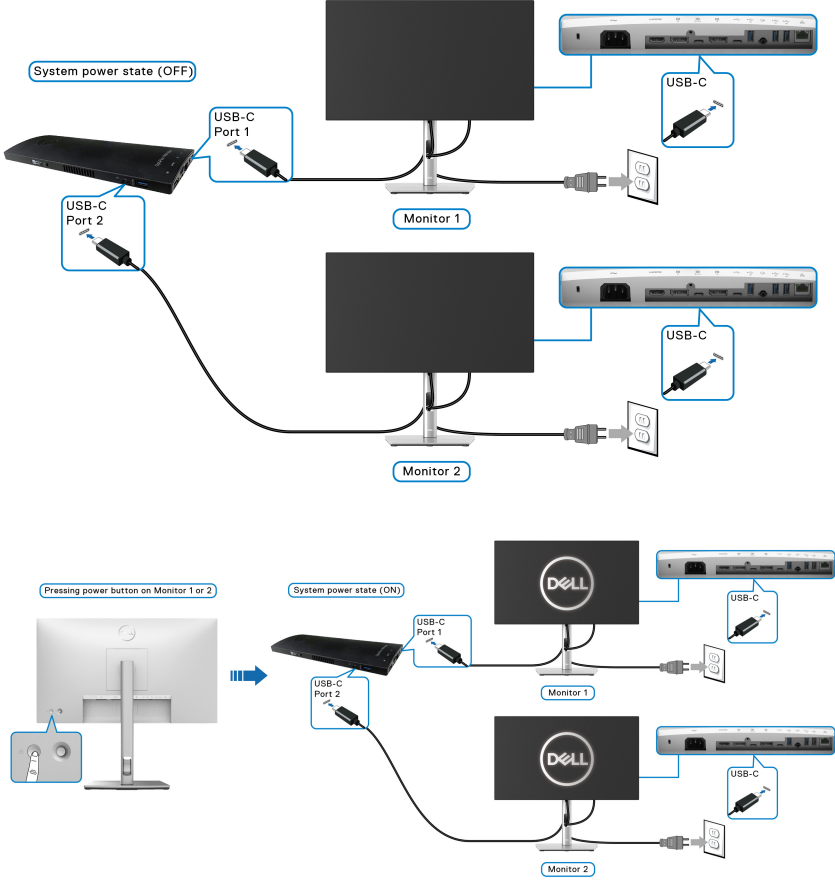 System power state (OFF)
USB-C
Port 1
USB-C
USB-C
Port 2
Monitor 1
USB-C
Monitor 2
Pressing power button on Monitor 1 or 2
System power state (ON)
DELL
USB-C
Port 1
USB-C
USB-C
Port 2
Monitor 1
DELL
USB-C
Monitor 2